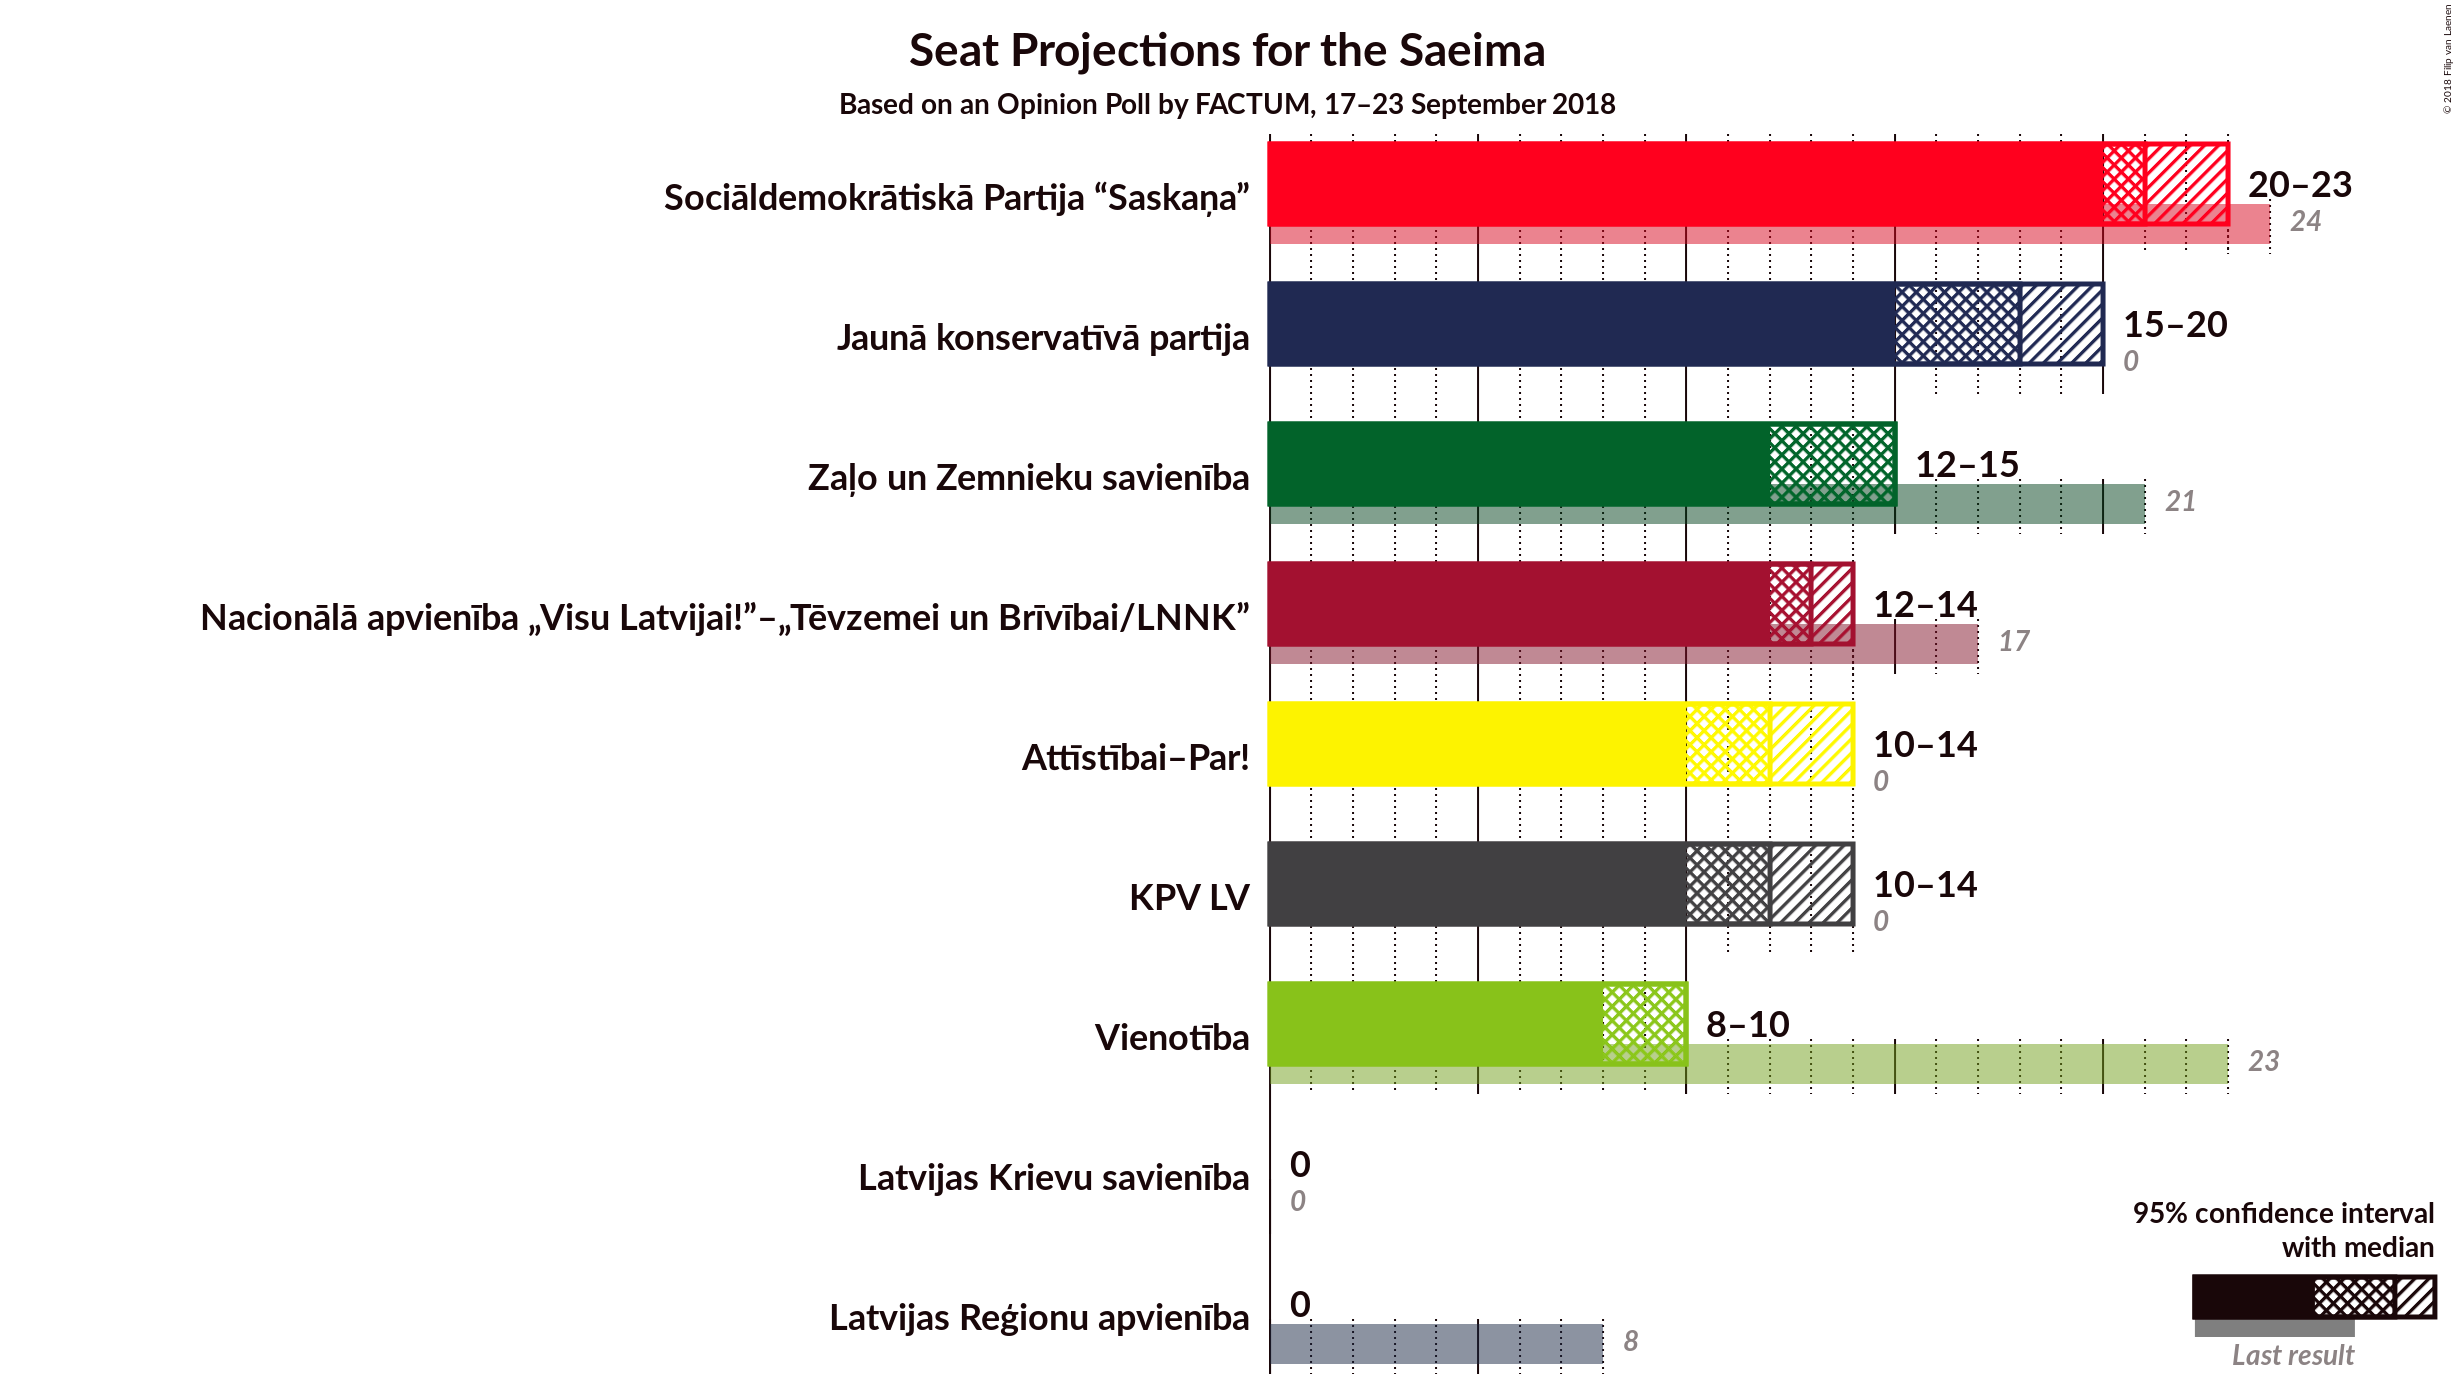 Seat Projections for the Saeima
Based on an Opinion Poll by FACTUM, 17–23 September 2018
© 2018 Filip van Laenen
Sociāldemokrātiskā Partija “Saskaņa”
20–23
24
Jaunā konservatīvā partija
15–20
0
Zaļo un Zemnieku savienība
12–15
21
Nacionālā apvienība „Visu Latvijai!”–„Tēvzemei un Brīvībai/LNNK”
12–14
17
Attīstībai–Par!
10–14
0
KPV LV
10–14
0
Vienotība
8–10
23
Latvijas Krievu savienība
0
0
Latvijas Reģionu apvienība
0
8
95% confidence interval
with median
Last result